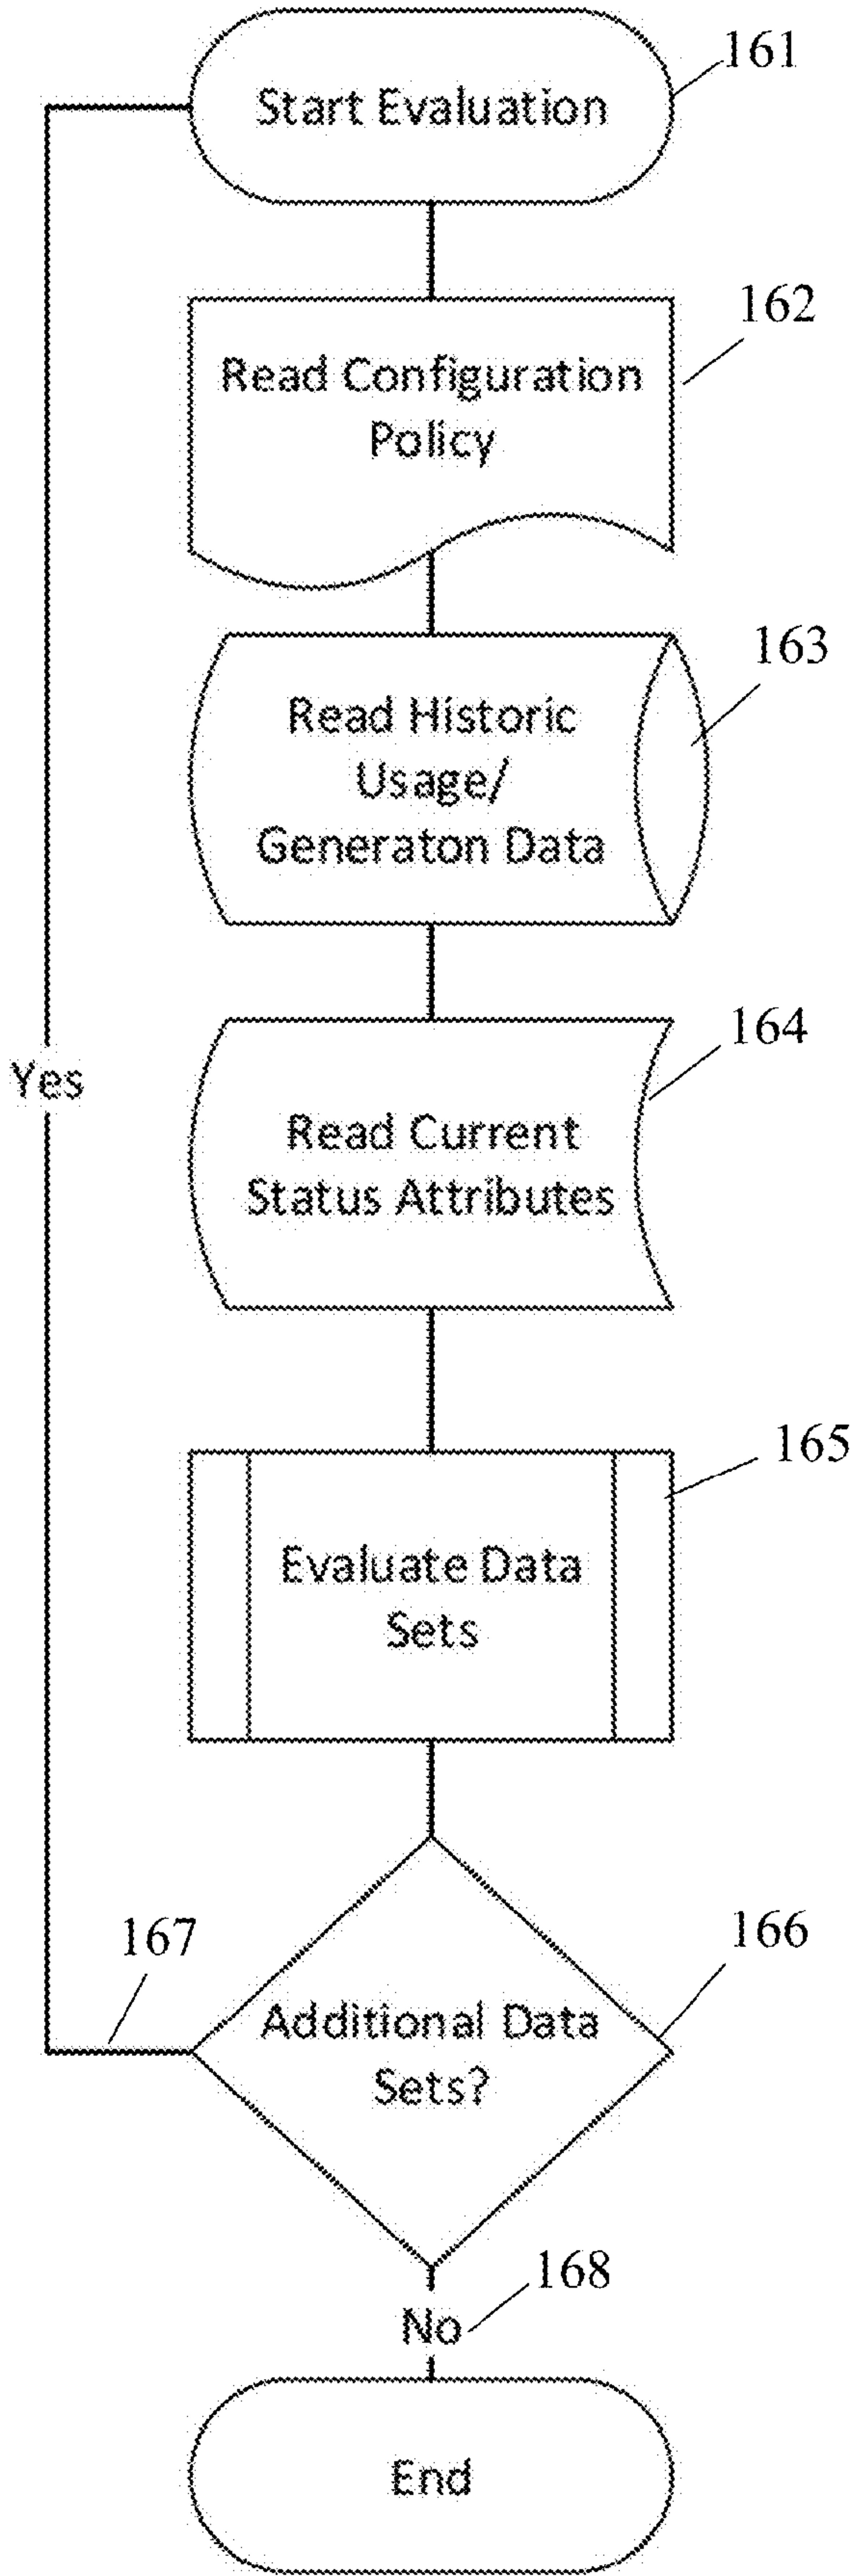 161
Start Evaluation
162
Read Configuration
Policy
163
Read Historic
Usage/
Generaton Data
164
Yes
Read Current
Status Attributes
165
Evaluate Data
Sets
167
166
Additional Data
Sets?
168
No
End